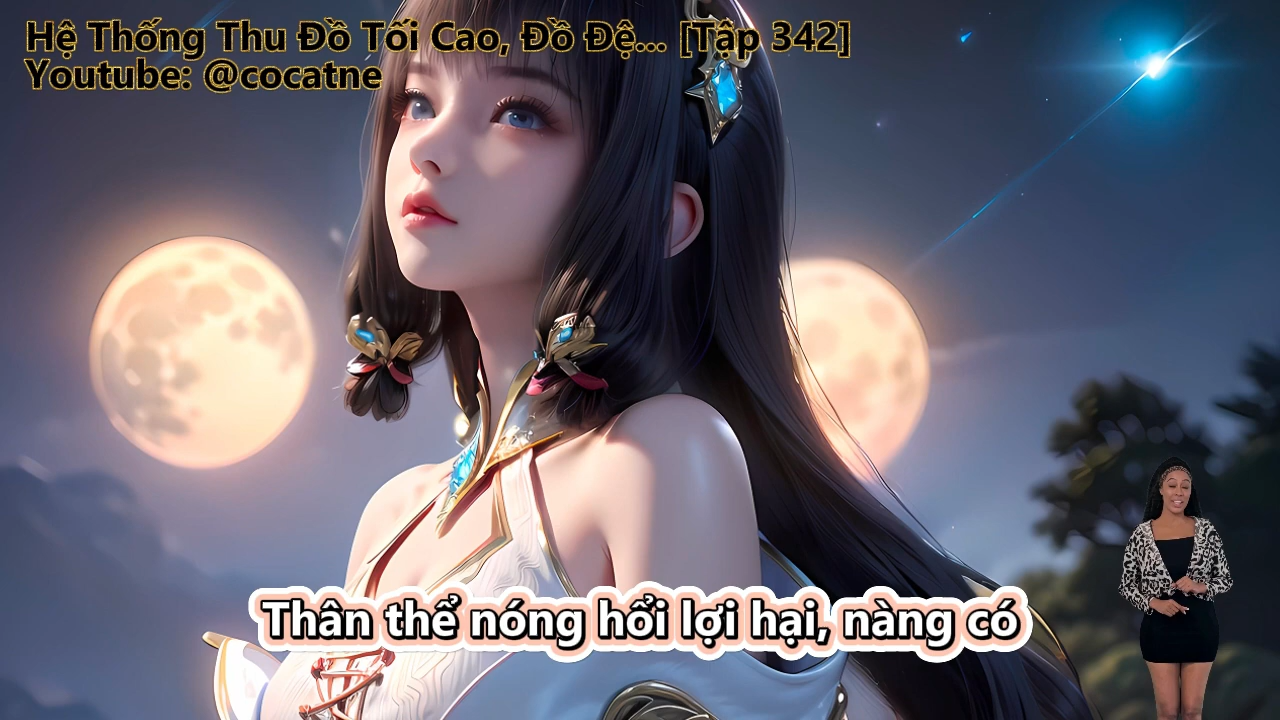 Hệ Thống Thu Đồ Tối Cao, Đồ Đệ... [Tập 342]
Youtube: @cocatne
Thân thể nóng hổi lợi hại, nàng có